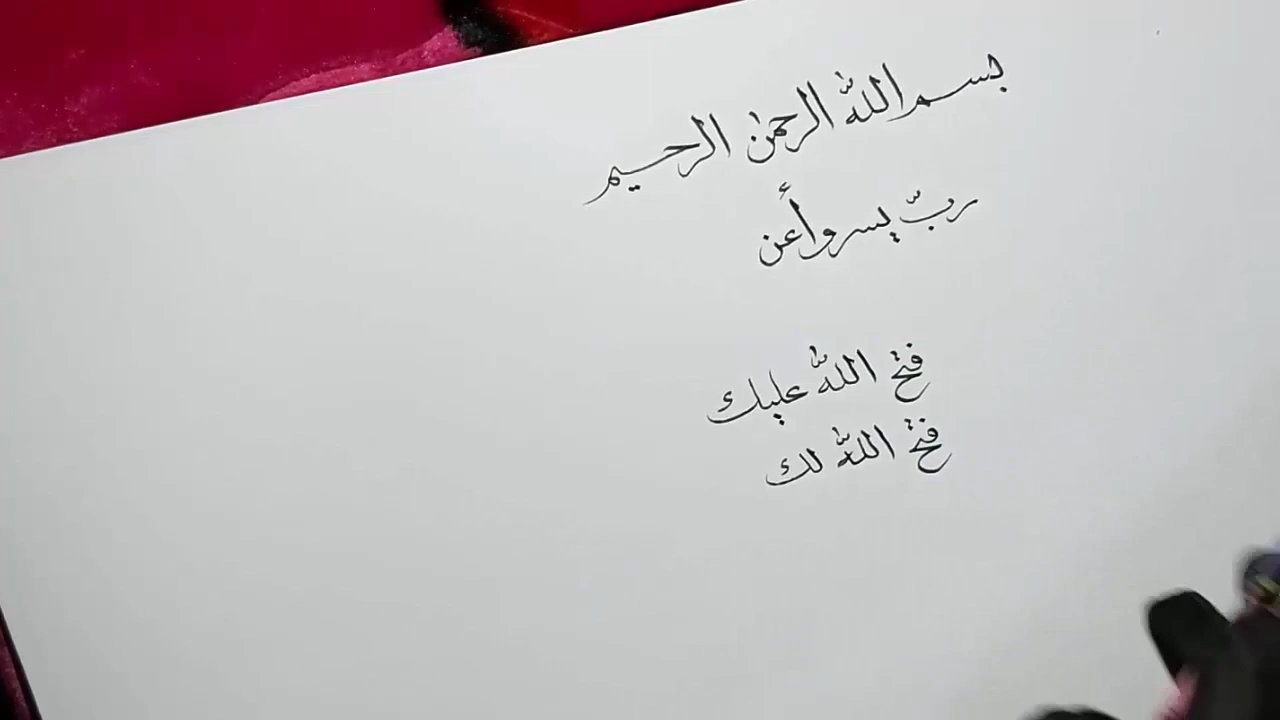 بسم الله الرحمن الرحيم
ربّ يسر وأعن
فتح الله عليك
فتح الله لك